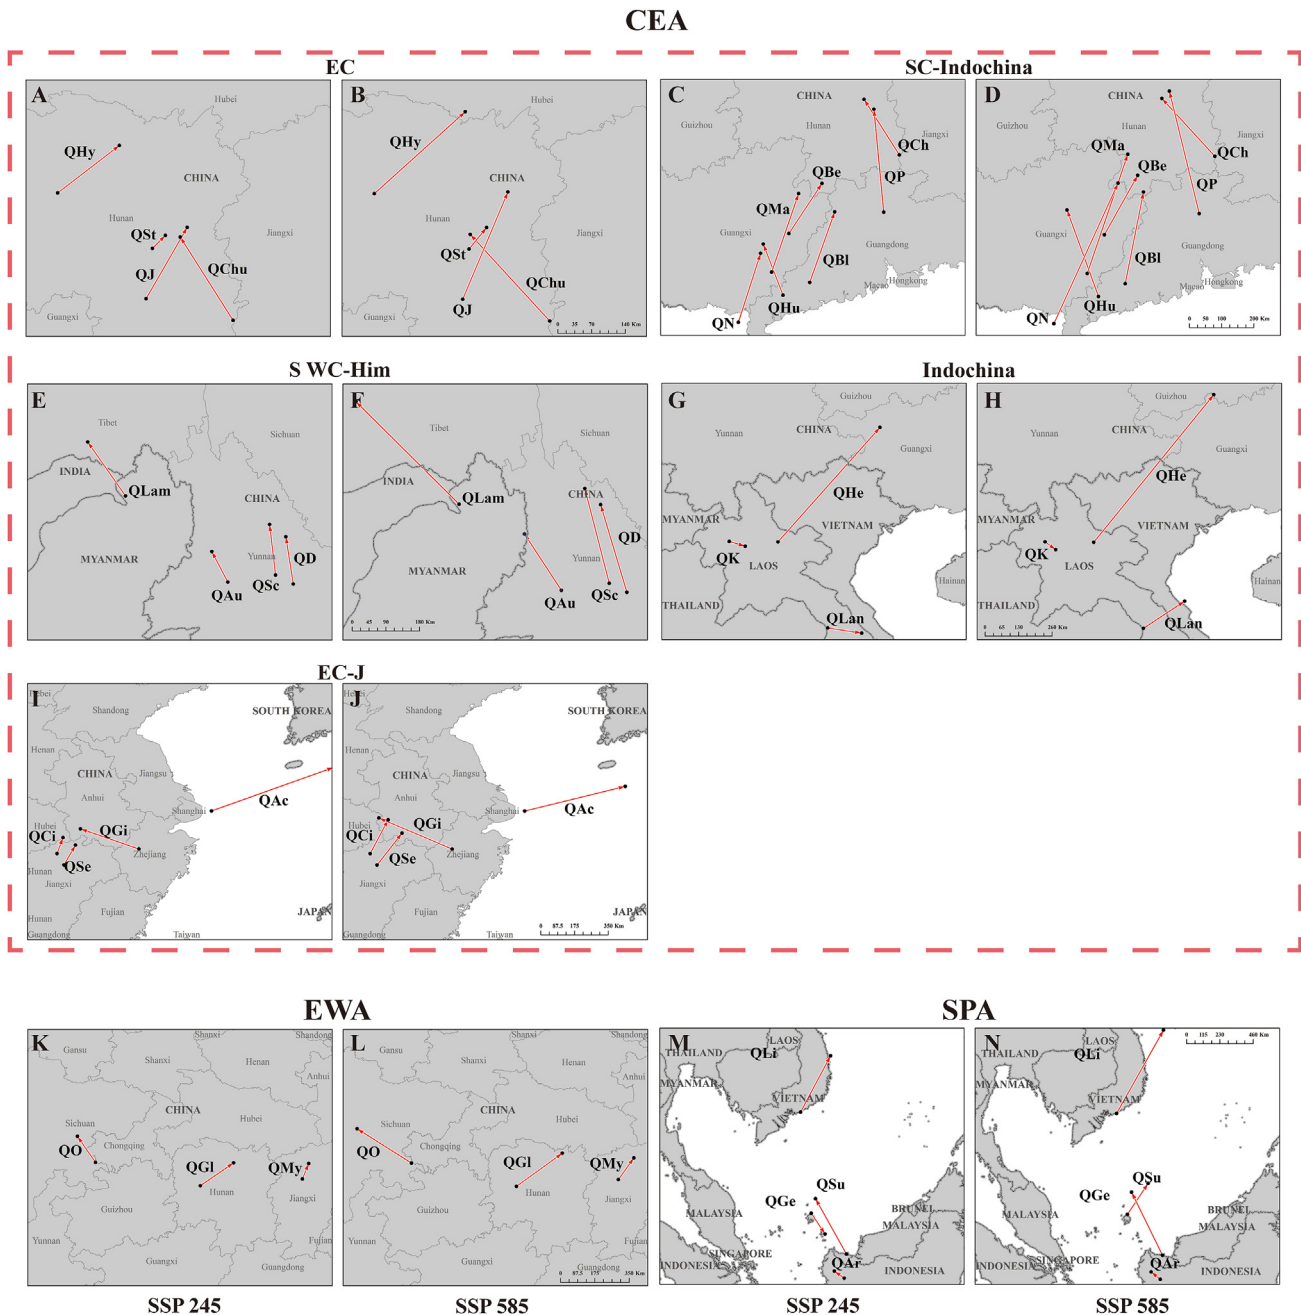 CEA
EC
SC-Indochina
A
Hubei
QHy
CHINA
Hunan
QSt
Jiangxi
QJ
QChu
Guangxi
B
Hubei
QHy
CHINA
Hunan
QSt
Jiangxi
QChu
QJ
Guangxi
0 35 70 140 Km
C
CHINA
Guizhou
Hunan
Jiangxi
QCh
QBe
QP
QMa
Guangxi
Guangdong
QBl
Hongkong
Macao
QHu
QN
D
CHINA
Guizhou
Hunan
Jiangxi
QMa
QCh
QBe
QP
Guangxi
Guangdong
QBl
Hongkong
Macao
QHu
QN
0 50 100 200 Km
S WC-Him
Indochina
E
Tibet
Sichuan
INDIA
QLam
CHINA
Yunnan
QD
MYANMAR
QSc
QAu
F
Tibet
Sichuan
INDIA
CHINA
QLam
QD
Yunnan
MYANMAR
QAu
QSc
0 45 90 180 Km
G
Guizhou
Yunnan
CHINA
Guangxi
QHe
MYANMAR
VIETNAM
QK
LAOS
Hainan
THAILAND
QLan
H
Guizhou
Yunnan
CHINA
Guangxi
QHe
MYANMAR
VIETNAM
QK
LAOS
Hainan
THAILAND
QLan
0 65 130 260 Km
EC-J
I
Hebei
Shandong
SOUTH KOREA
Henan
CHINA
Jiangsu
Anhui
Shanghai
QAc
Hubei
QCi
QGi
Zhejiang
QSe
Hunan
Jiangxi
Fujian
Hunan
JAPAN
Guangdong
Taiwan
J
Hebei
Shandong
SOUTH KOREA
Henan
CHINA
Jiangsu
Anhui
Shanghai
QAc
Hubei
QGi
QCi
Zhejiang
QSe
Jiangxi
Fujian
Hunan
JAPAN
Guangdong
Taiwan
0 87.5 175 350 Km
EWA
SPA
K
Shanxi
Shandong
Gansu
Shanxi
Henan
Anhui
CHINA
Sichuan
Hubei
Chongqing
QO
QGl
QMy
Hunan
Jiangxi
Guizhou
Yunnan
Fujian
Guangxi
Guangdong
L
Shanxi
Shandong
Gansu
Shanxi
Henan
Anhui
CHINA
Sichuan
Hubei
Chongqing
QO
QGl
QMy
Hunan
Jiangxi
Guizhou
Yunnan
Fujian
Guangxi
Guangdong
0 87.5 175 350 Km
M
LAOS
THAILAND
QLi
MYANMAR
VIETNAM
QSu
QGe
MALAYSIA
BRUNEI
MALAYSIA
SINGAPORE
QAr
INDONESIA
INDONESIA
N
0 115 230 460 Km
LAOS
THAILAND
QLi
MYANMAR
VIETNAM
QSu
QGe
MALAYSIA
BRUNEI
MALAYSIA
SINGAPORE
QAr
INDONESIA
INDONESIA
SSP 245
SSP 585
SSP 245
SSP 585